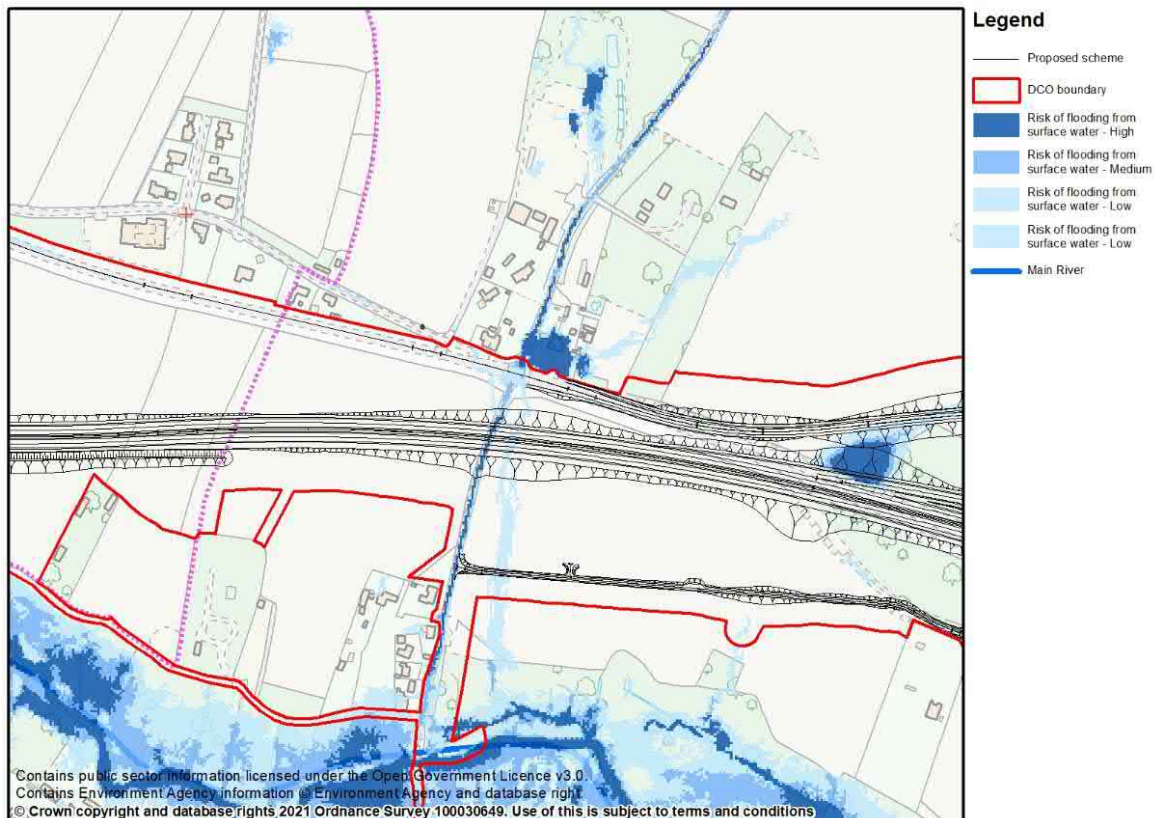 Legend
Proposed scheme
DCO boundary
Risk of flooding from
surface water - High
Risk of flooding from
surface water - Medium
Risk of flooding from
surface water - Low
Risk of flooding from
surface water - Low
Main River
Contains public sector information licensed under the Open Government Licence v3.0.
Contains Environment Agency information © Environment Agency and database right
© Crown copyright and database rights 2021 Ordnance Survey 100030649. Use of this is subject to terms and conditions